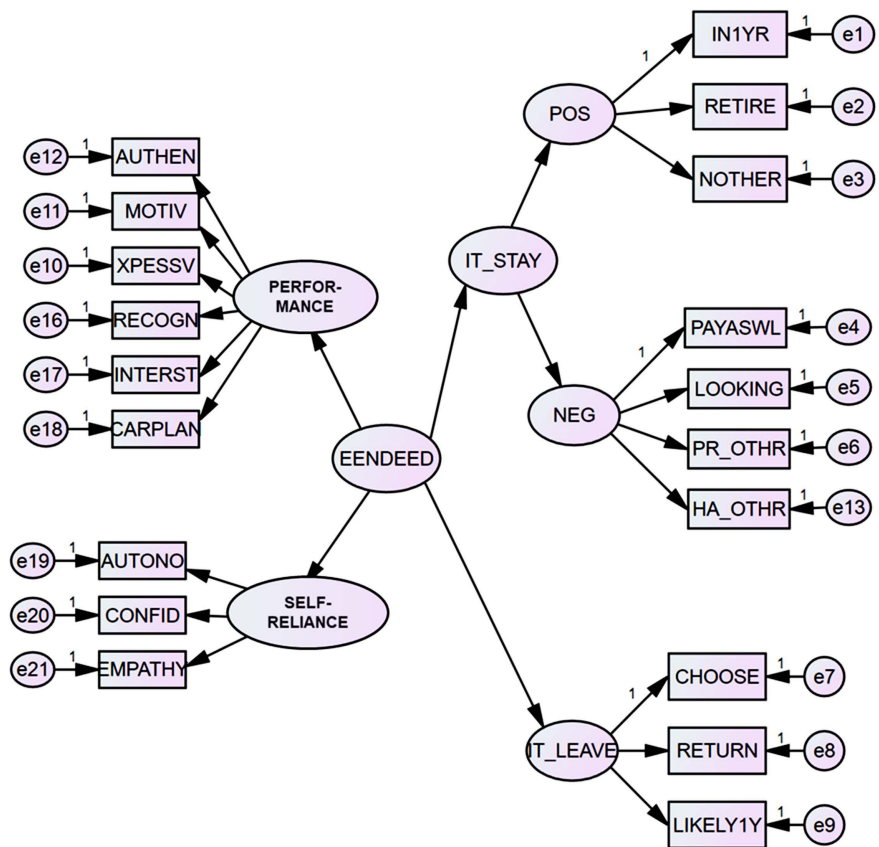 IN1YR
1
1
e1
POS
RETIRE
1
e2
NOTHER
1
e3
e12
1
AUTHEN
e11
1
MOTIV
e10
1
XPESSV
e16
1
RECOGN
e17
1
INTERST
e18
1
CARPLAN
PERFOR-
MANCE
IT_STAY
EENDEED
NEG
1
PAYASWL
1
e4
LOOKING
1
e5
PR_OTHR
1
e6
HA_OTHR
1
e13
e19
1
AUTONO
e20
1
CONFID
e21
1
EMPATHY
SELF-
RELIANCE
IT_LEAVE
1
CHOOSE
1
e7
RETURN
1
e8
LIKELY1Y
1
e9